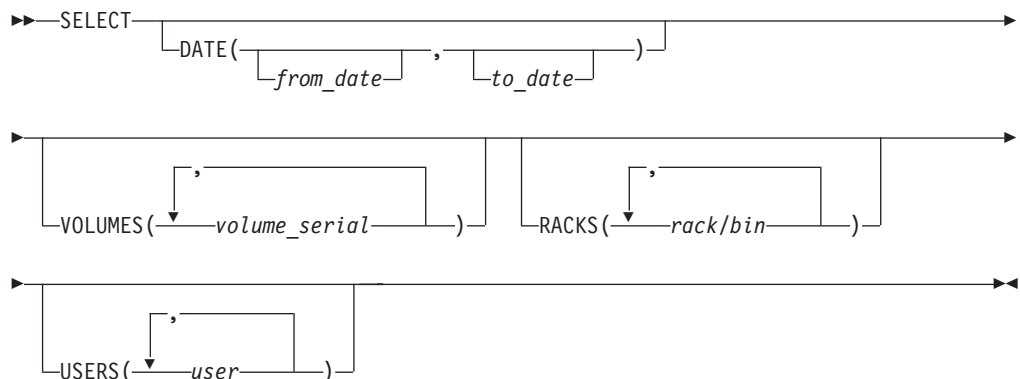 SELECT
DATE( , )
from_date to_date
, ,
VOLUMES( volume_serial ) RACKS( rack/bin )
,
USERS( user )